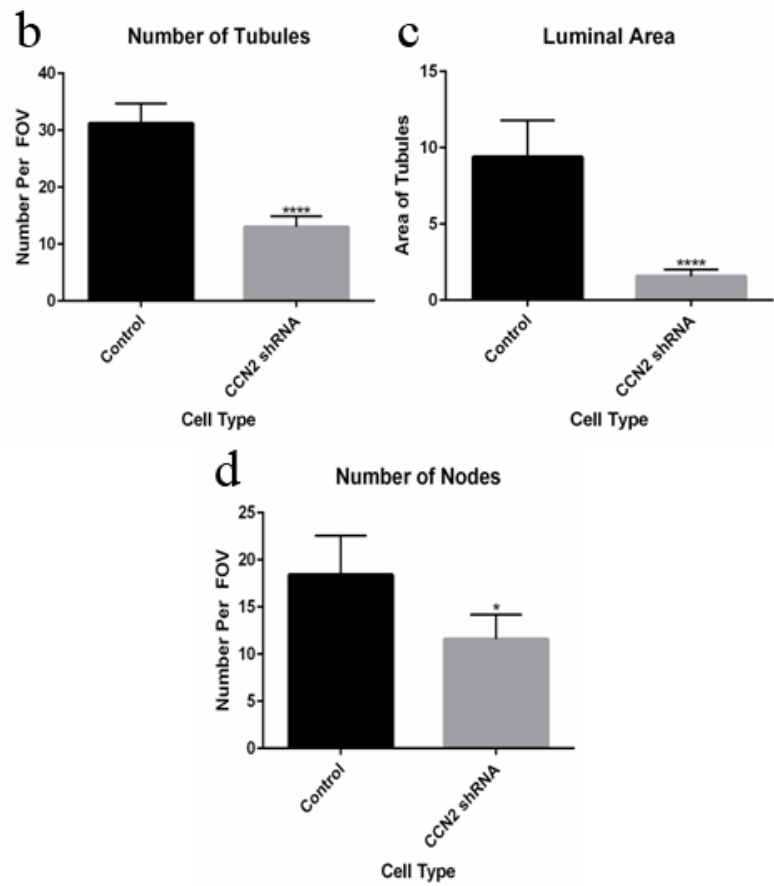 b
Number of Tubules
Number Per FOV
40
30
20
10
0
****
Control
CCN2 shRNA
Cell Type
c
Luminal Area
Area of Tubules
15
10
5
0
****
Control
CCN2 shRNA
Cell Type
d
Number of Nodes
Number Per FOV
25
20
15
10
5
0
*
Control
CCN2 shRNA
Cell Type